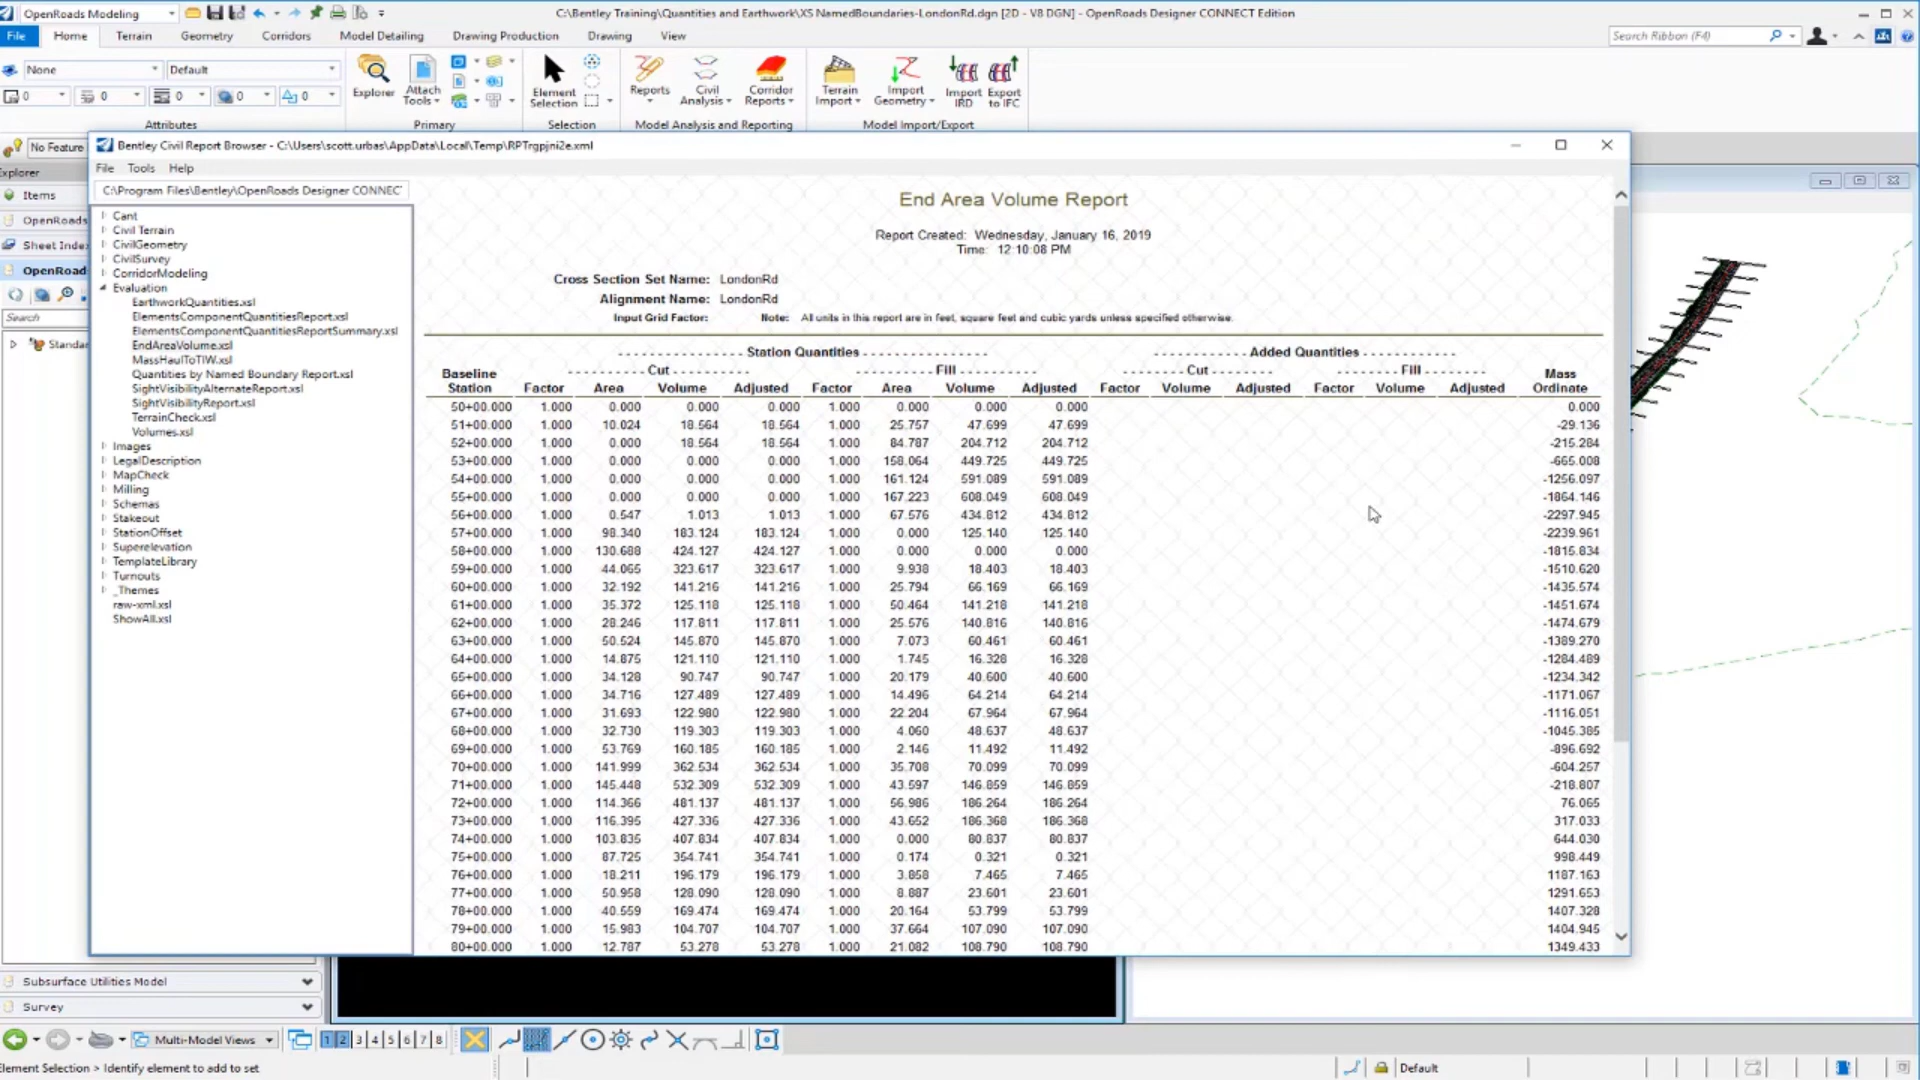 OpenRoads Modeling
C:\Bentley Training\Quantities and Earthwork\XS NamedBoundaries-LondonRd.dgn [2D - V8 DGN] - OpenRoads Designer CONNECT Edition
File Home Terrain Geometry Corridors Model Detailing Drawing Production Drawing View
Search Ribbon (F4)
None Default
0 0 0 0 0
Explorer Attach Tools Element Selection Reports Civil Analysis Corridor Reports Terrain Import Import Geometry Import IRD Export to IFC
Attributes Primary Selection Model Analysis and Reporting Model Import/Export
No Feature
Bentley Civil Report Browser - C:\Users\scott.urbas\AppData\Local\Temp\RPTrgpjni2e.xml
File Tools Help
C:\Program Files\Bentley\OpenRoads Designer CONNEC
xplorer
Items
OpenRoads
Sheet Inde
OpenRoad
Search
Standar
Cant
Civil Terrain
CivilGeometry
CivilSurvey
CorridorModeling
Evaluation
EarthworkQuantities.xsl
ElementsComponentQuantitiesReport.xsl
ElementsComponentQuantitiesReportSummary.xsl
EndAreaVolume.xsl
MassHaulToTIW.xsl
Quantities by Named Boundary Report.xsl
SightVisibilityAlternateReport.xsl
SightVisibilityReport.xsl
TerrainCheck.xsl
Volumes.xsl
Images
LegalDescription
MapCheck
Milling
Schemas
Stakeout
StationOffset
Superelevation
TemplateLibrary
Turnouts
_Themes
raw-xml.xsl
ShowAll.xsl
End Area Volume Report
Report Created: Wednesday, January 16, 2019
Time: 12:10:08 PM
Cross Section Set Name: LondonRd
Alignment Name: LondonRd
Input Grid Factor: Note: All units in this report are in feet, square feet and cubic yards unless specified otherwise.
Station Quantities Added Quantities
Cut Fill Cut Fill
Baseline Station Factor Area Volume Adjusted Factor Area Volume Adjusted Factor Volume Adjusted Factor Volume Adjusted Mass Ordinate
50+00.000 1.000 0.000 0.000 0.000 1.000 0.000 0.000 0.000 0.000
51+00.000 1.000 10.024 18.564 18.564 1.000 25.757 47.699 47.699 -29.136
52+00.000 1.000 0.000 18.564 18.564 1.000 84.787 204.712 204.712 -215.284
53+00.000 1.000 0.000 0.000 0.000 1.000 158.064 449.725 449.725 -665.008
54+00.000 1.000 0.000 0.000 0.000 1.000 161.124 591.089 591.089 -1256.097
55+00.000 1.000 0.000 0.000 0.000 1.000 167.223 608.049 608.049 -1864.146
56+00.000 1.000 0.547 1.013 1.013 1.000 67.576 434.812 434.812 -2297.945
57+00.000 1.000 98.340 183.124 183.124 1.000 0.000 125.140 125.140 -2239.961
58+00.000 1.000 130.688 424.127 424.127 1.000 0.000 0.000 0.000 -1815.834
59+00.000 1.000 44.065 323.617 323.617 1.000 9.938 18.403 18.403 -1510.620
60+00.000 1.000 32.192 141.216 141.216 1.000 25.794 66.169 66.169 -1435.574
61+00.000 1.000 35.372 125.118 125.118 1.000 50.464 141.218 141.218 -1451.674
62+00.000 1.000 28.246 117.811 117.811 1.000 25.576 140.816 140.816 -1474.679
63+00.000 1.000 50.524 145.870 145.870 1.000 7.073 60.461 60.461 -1389.270
64+00.000 1.000 14.875 121.110 121.110 1.000 1.745 16.328 16.328 -1284.489
65+00.000 1.000 34.128 90.747 90.747 1.000 20.179 40.600 40.600 -1234.342
66+00.000 1.000 34.716 127.489 127.489 1.000 14.496 64.214 64.214 -1171.067
67+00.000 1.000 31.693 122.980 122.980 1.000 22.204 67.964 67.964 -1116.051
68+00.000 1.000 32.730 119.303 119.303 1.000 4.060 48.637 48.637 -1045.385
69+00.000 1.000 53.769 160.185 160.185 1.000 2.146 11.492 11.492 -896.692
70+00.000 1.000 141.999 362.534 362.534 1.000 35.708 70.099 70.099 -604.257
71+00.000 1.000 145.448 532.309 532.309 1.000 43.597 146.859 146.859 -218.807
72+00.000 1.000 114.366 481.137 481.137 1.000 56.986 186.264 186.264 76.065
73+00.000 1.000 116.395 427.336 427.336 1.000 43.652 186.368 186.368 317.033
74+00.000 1.000 103.835 407.834 407.834 1.000 0.000 80.837 80.837 644.030
75+00.000 1.000 87.725 354.741 354.741 1.000 0.174 0.321 0.321 998.449
76+00.000 1.000 18.211 196.179 196.179 1.000 3.858 7.465 7.465 1187.163
77+00.000 1.000 50.958 128.090 128.090 1.000 8.887 23.601 23.601 1291.653
78+00.000 1.000 40.559 169.474 169.474 1.000 20.164 53.799 53.799 1407.328
79+00.000 1.000 15.983 104.707 104.707 1.000 37.664 107.090 107.090 1404.945
80+00.000 1.000 12.787 53.278 53.278 1.000 21.082 108.790 108.790 1349.433
Subsurface Utilities Model
Survey
Multi-Model Views 1 2 3 4 5 6 7 8
Element Selection > Identify element to add to set
Default